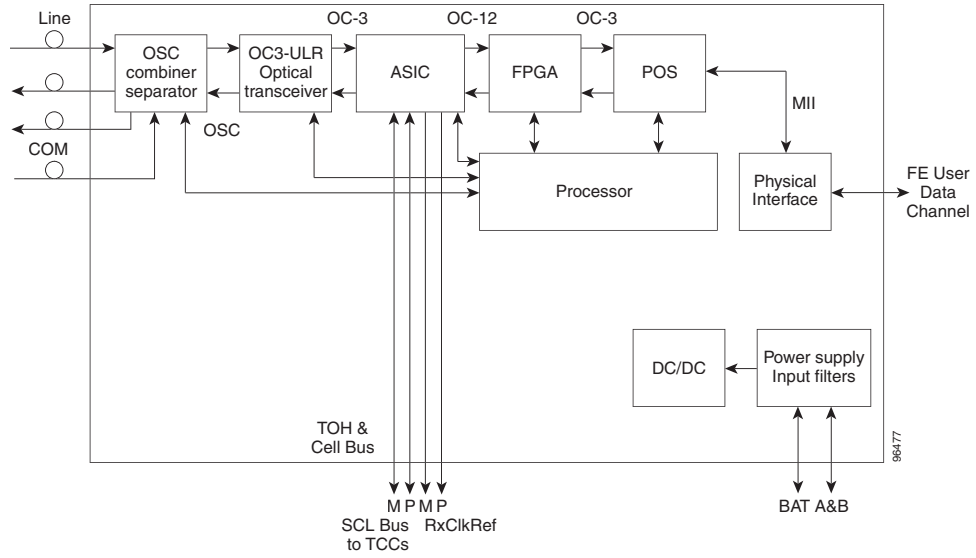 Line
OC-3
OC-12
OC-3
OSC
combiner
separator
OC3-ULR
Optical
transceiver
ASIC
FPGA
POS
MII
OSC
COM
Processor
Physical
Interface
FE User
Data
Channel
DC/DC
Power supply
Input filters
TOH &
Cell Bus
96477
M P M P
SCL Bus
to TCCs
RxClkRef
BAT A&B